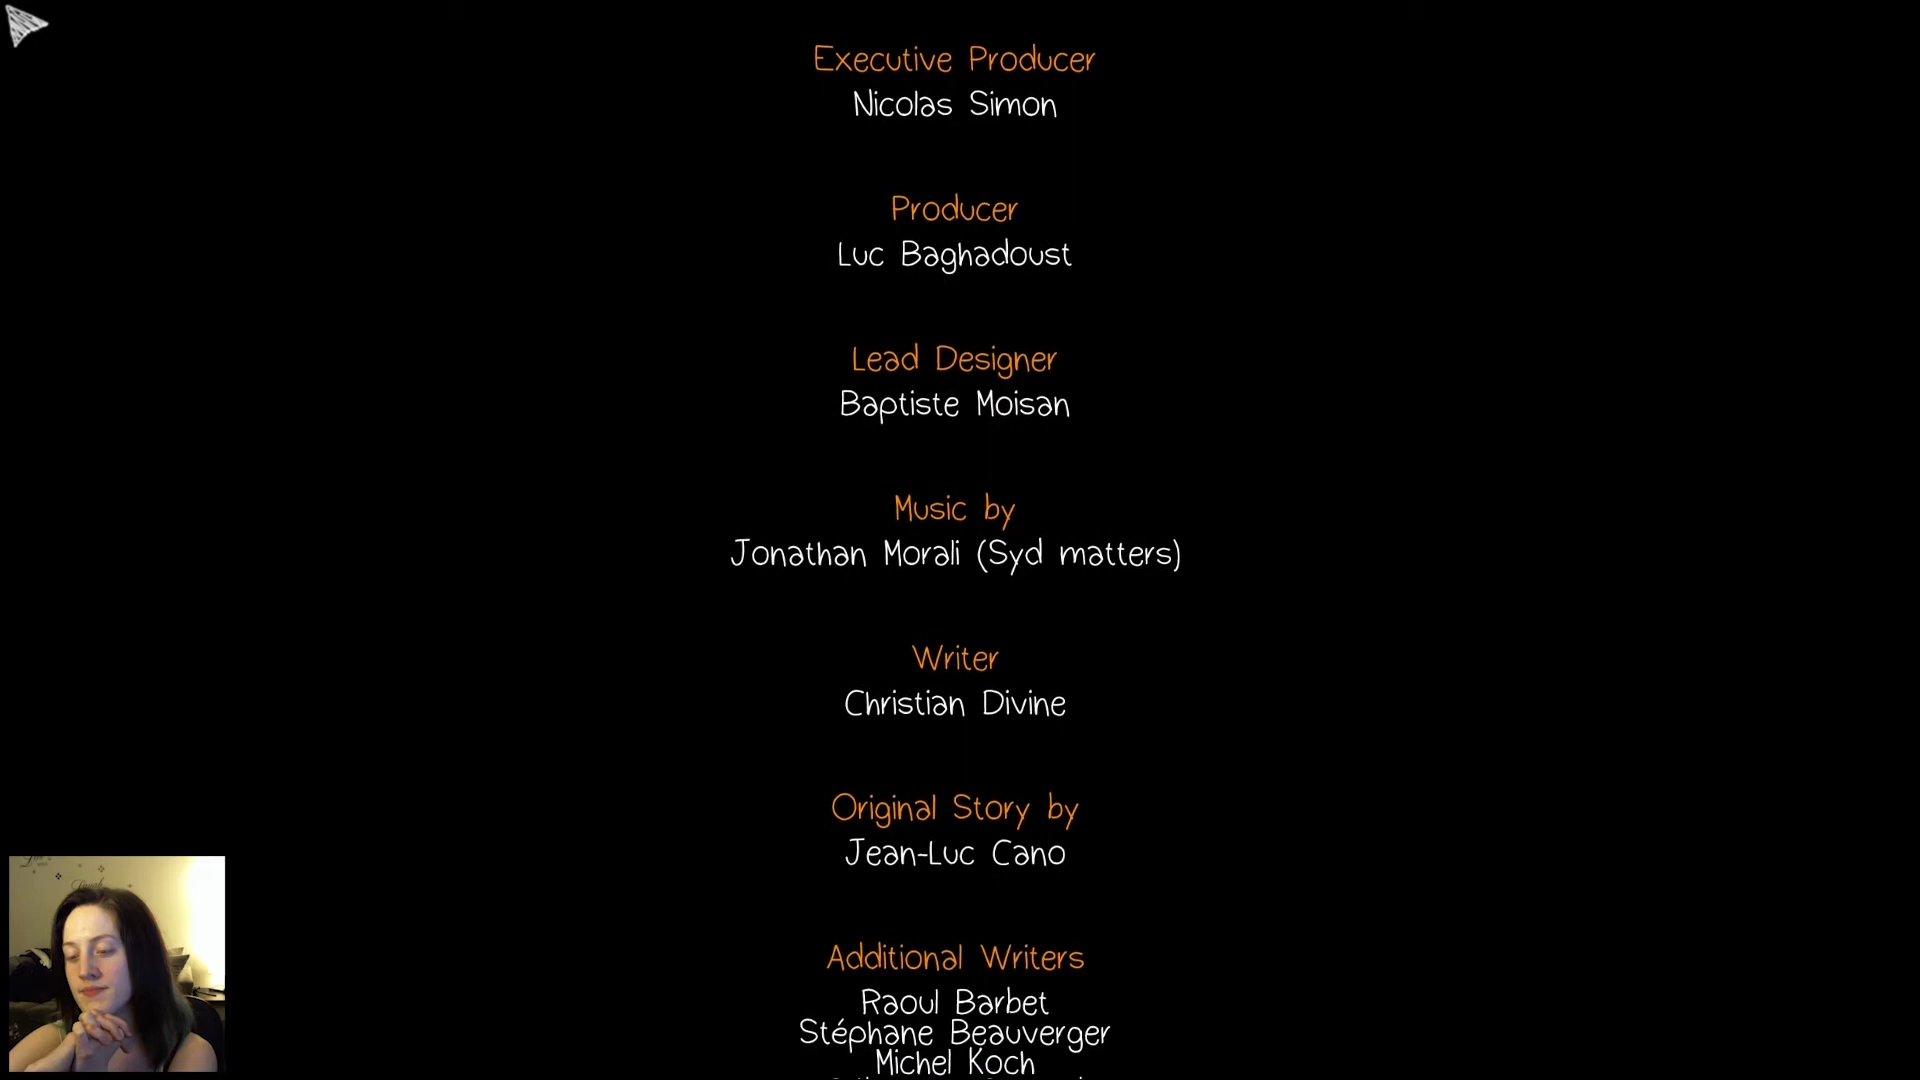 Executive Producer
Nicolas Simon
Producer
Luc Baghadoust
Lead Designer
Baptiste Moisan
Music by
Jonathan Morali (Syd matters)
Writer
Christian Divine
Original Story by
Jean-Luc Cano
Additional Writers
Raoul Barbet
Stéphane Beauverger
Michel Koch